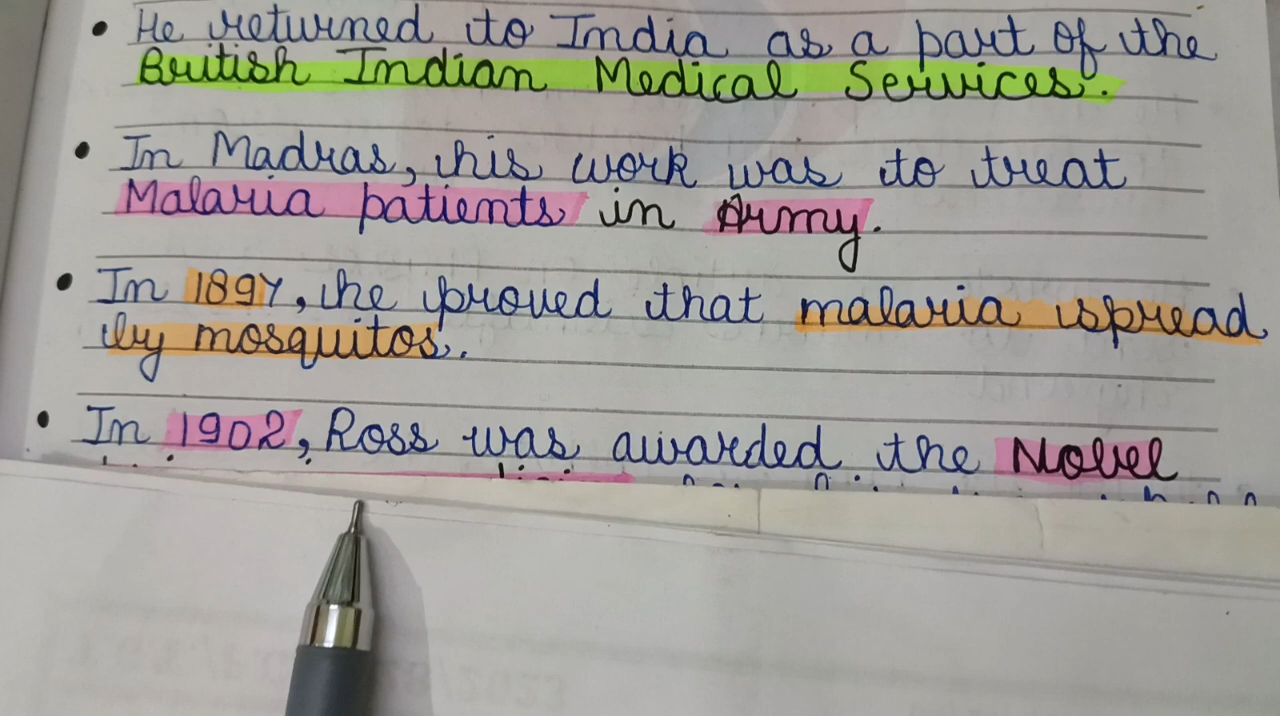 • He returned to India as a part of the
British Indian Medical Services.
• In Madras, his work was to treat
Malaria patients in Army.
• In 1897, he proved that malaria spread
by mosquitos.
• In 1902, Ross was awarded the Nobel